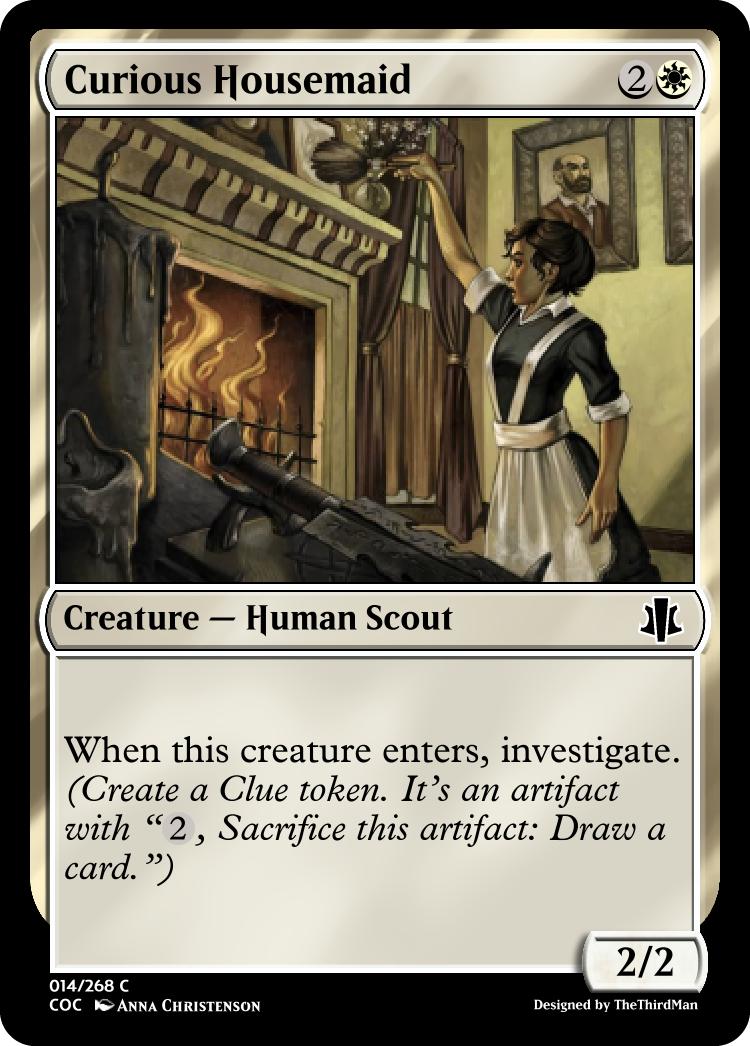 Curious Housemaid 2
Creature — Human Scout
When this creature enters, investigate.
(Create a Clue token. It's an artifact
with “2, Sacrifice this artifact: Draw a
card.”)
2/2
014/268 C
COC Anna Christenson
Designed by TheThirdMan